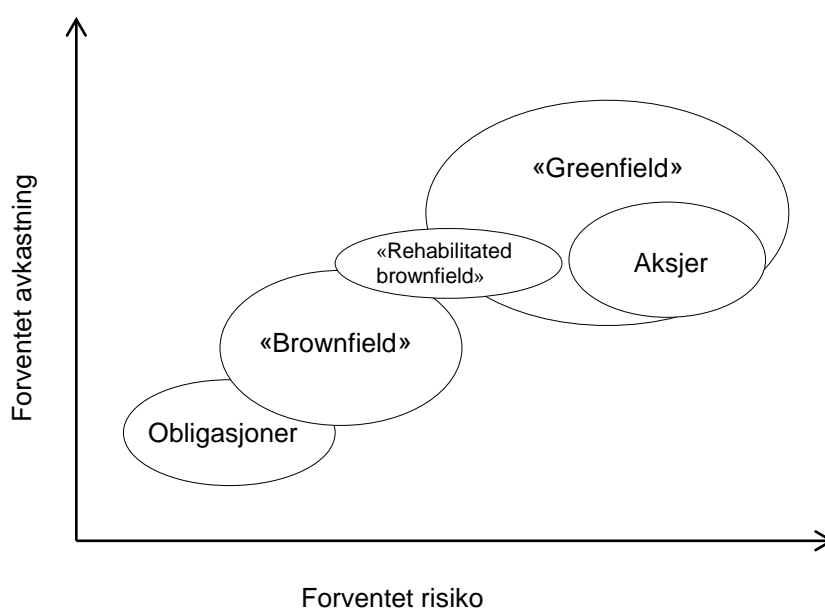 Forventet avkastning
«Greenfield»
«Rehabilitated
brownfield»
Aksjer
«Brownfield»
Obligasjoner
Forventet risiko